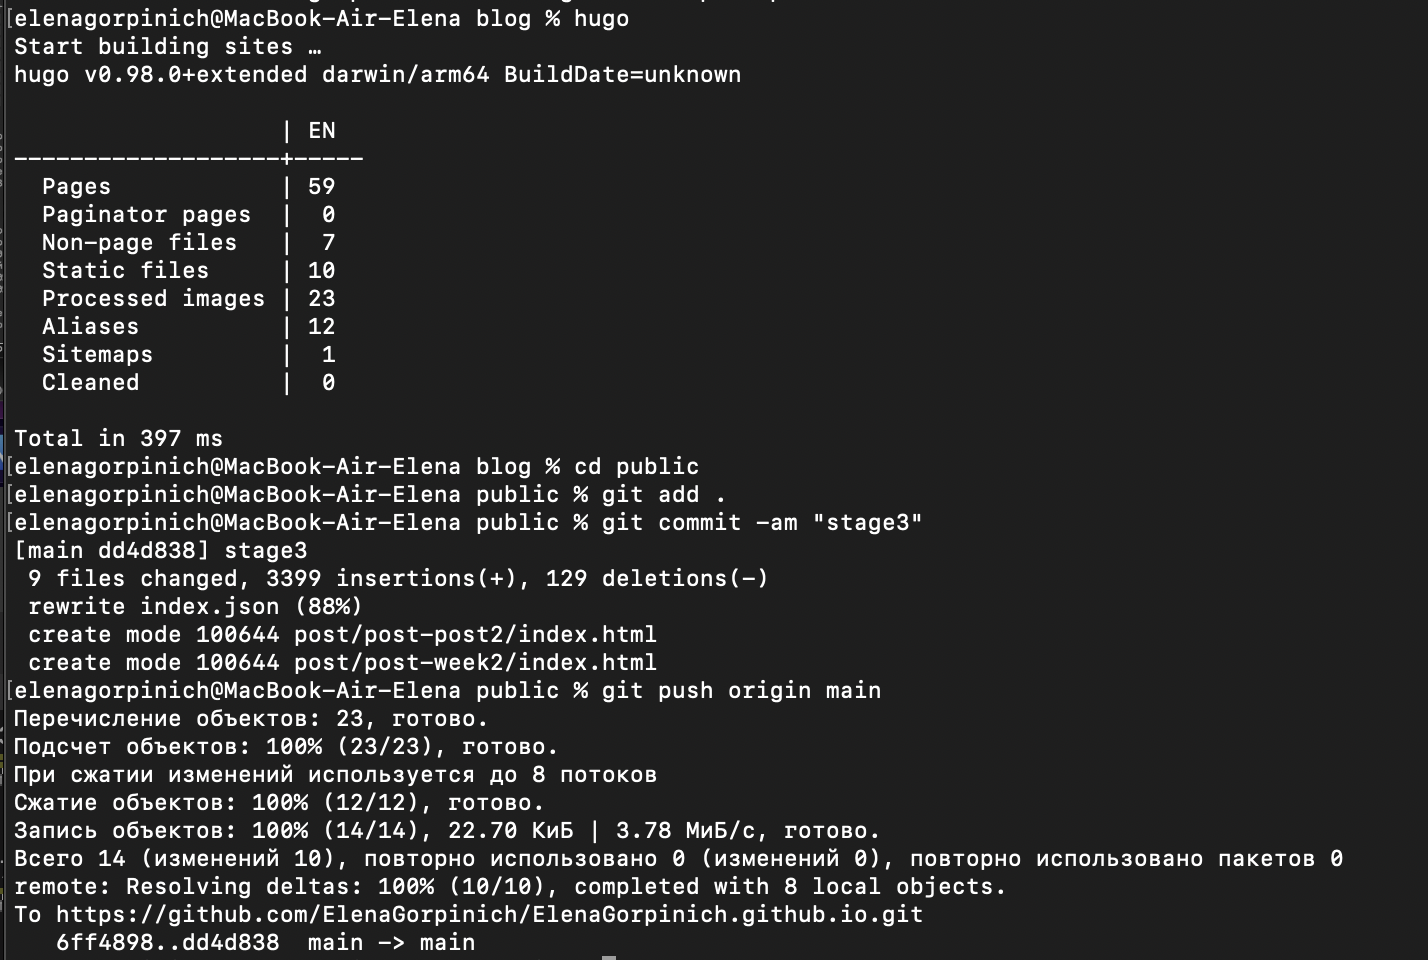 [elenagorpinich@MacBook-Air-Elena blog % hugo
Start building sites …
hugo v0.98.0+extended darwin/arm64 BuildDate=unknown
                   | EN
-------------------+-----
  Pages            | 59
  Paginator pages  |  0
  Non-page files   |  7
  Static files     | 10
  Processed images | 23
  Aliases          | 12
  Sitemaps         |  1
  Cleaned          |  0
Total in 397 ms
[elenagorpinich@MacBook-Air-Elena blog % cd public
[elenagorpinich@MacBook-Air-Elena public % git add .
[elenagorpinich@MacBook-Air-Elena public % git commit -am "stage3"
[main dd4d838] stage3
 9 files changed, 3399 insertions(+), 129 deletions(-)
 rewrite index.json (88%)
 create mode 100644 post/post-post2/index.html
 create mode 100644 post/post-week2/index.html
[elenagorpinich@MacBook-Air-Elena public % git push origin main
Перечисление объектов: 23, готово.
Подсчет объектов: 100% (23/23), готово.
При сжатии изменений используется до 8 потоков
Сжатие объектов: 100% (12/12), готово.
Запись объектов: 100% (14/14), 22.70 КиБ | 3.78 МиБ/с, готово.
Всего 14 (изменений 10), повторно использовано 0 (изменений 0), повторно использовано пакетов 0
remote: Resolving deltas: 100% (10/10), completed with 8 local objects.
To https://github.com/ElenaGorpinich/ElenaGorpinich.github.io.git
   6ff4898..dd4d838  main -> main